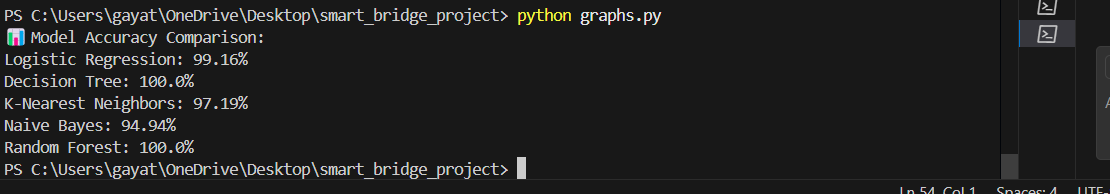 PS C:\Users\gayat\OneDrive\Desktop\smart_bridge_project> python graphs.py
📊 Model Accuracy Comparison:
Logistic Regression: 99.16%
Decision Tree: 100.0%
K-Nearest Neighbors: 97.19%
Naive Bayes: 94.94%
Random Forest: 100.0%
PS C:\Users\gayat\OneDrive\Desktop\smart_bridge_project>
Ln 54, Col 1 Spaces: 4 UTF-